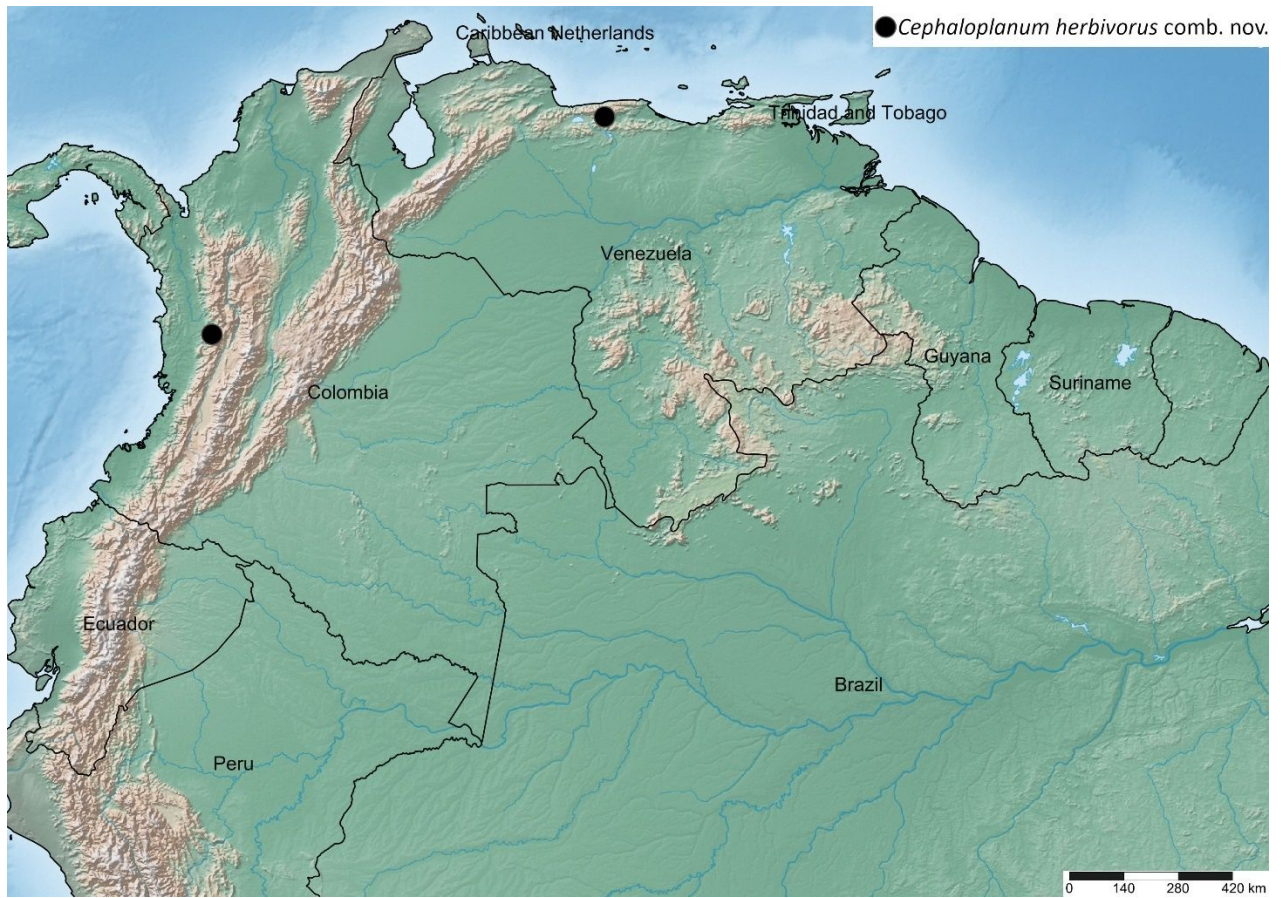 Cephaloplanum herbivorus comb. nov.
Caribbean Netherlands
Trinidad and Tobago
Venezuela
Guyana
Suriname
Colombia
Ecuador
Brazil
Peru
0 140 280 420 km